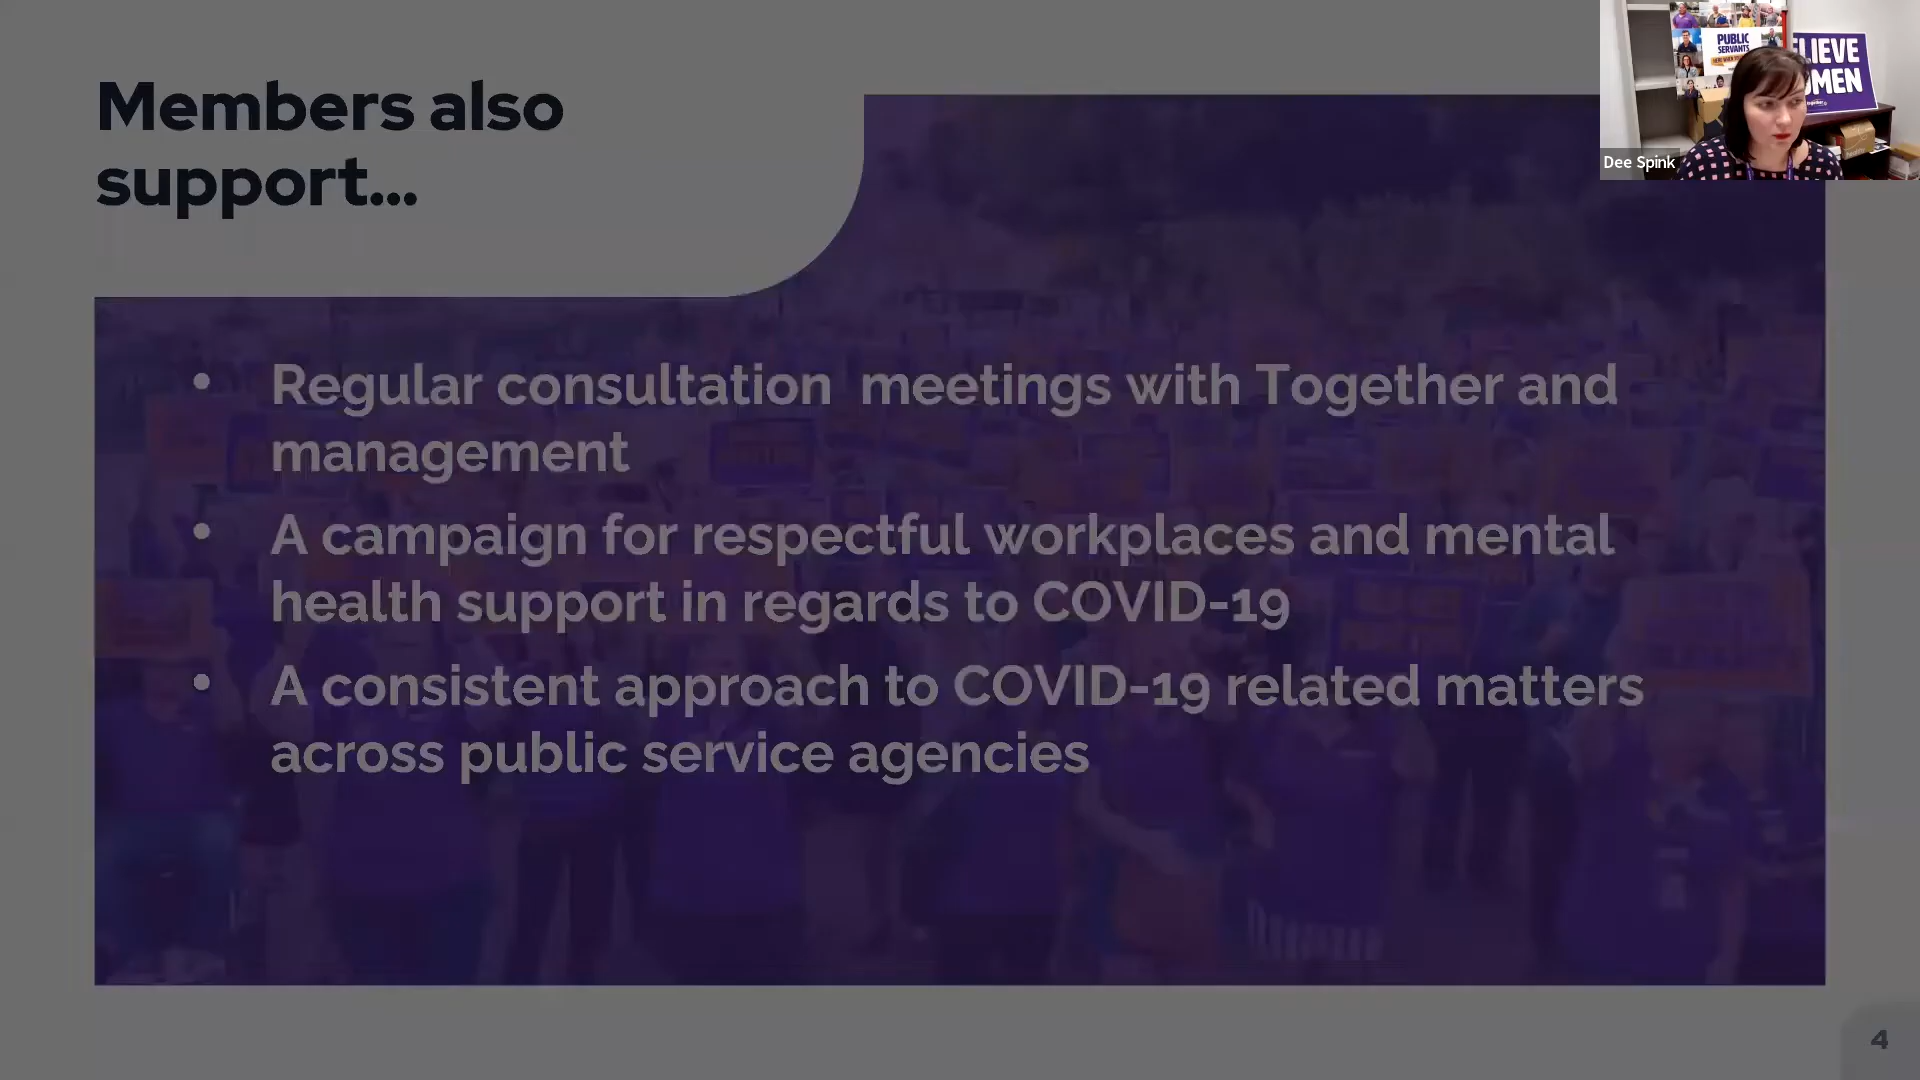 Members also
support...
PUBLIC
SERVANTS
LIEVE
MEN
Dee Spink
• Regular consultation meetings with Together and
management
• A campaign for respectful workplaces and mental
health support in regards to COVID-19
• A consistent approach to COVID-19 related matters
across public service agencies
4